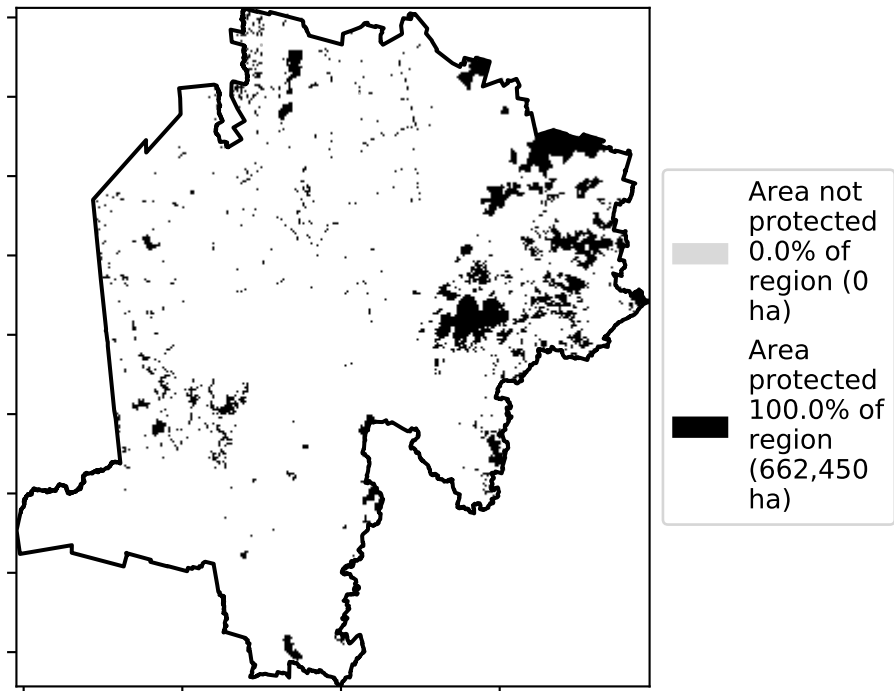 Area not
protected
0.0% of
region (0
ha)
Area
protected
100.0% of
region
(662,450
ha)